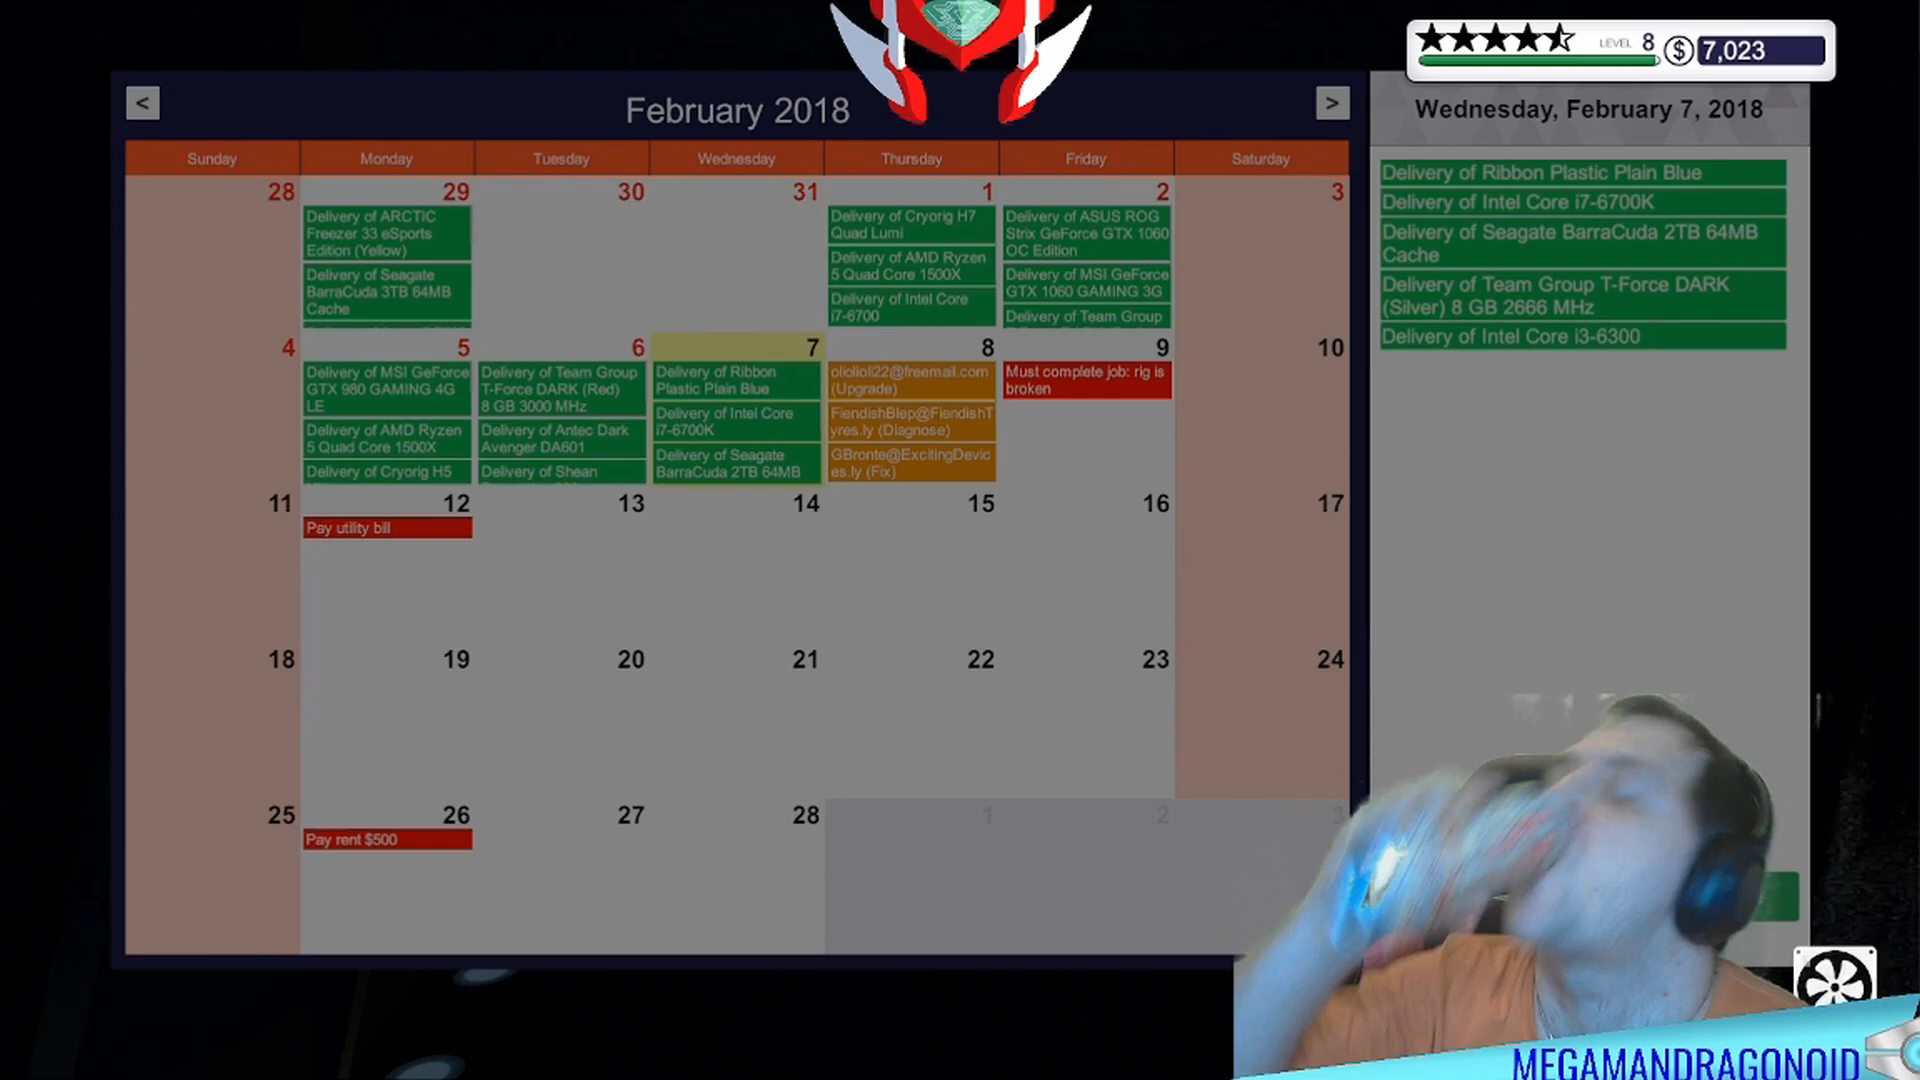 LEVEL 8 $ 7,023
< February 2018 >
Wednesday, February 7, 2018
Sunday Monday Tuesday Wednesday Thursday Friday Saturday
28 29 30 31 1 2 3
Delivery of ARCTIC
Freezer 33 eSports
Edition (Yellow)
Delivery of Seagate
BarraCuda 3TB 64MB
Cache
Delivery of Cryorig H7
Quad Lumi
Delivery of AMD Ryzen
5 Quad Core 1500X
Delivery of Intel Core
i7-6700
Delivery of ASUS ROG
Strix GeForce GTX 1060
OC Edition
Delivery of MSI GeForce
GTX 1060 GAMING 3G
Delivery of Team Group
4 5 6 7 8 9 10
Delivery of MSI GeForce
GTX 980 GAMING 4G
LE
Delivery of AMD Ryzen
5 Quad Core 1500X
Delivery of Cryorig H5
Delivery of Team Group
T-Force DARK (Red)
8 GB 3000 MHz
Delivery of Antec Dark
Avenger DA601
Delivery of Shean
Delivery of Ribbon
Plastic Plain Blue
Delivery of Intel Core
i7-6700K
Delivery of Seagate
BarraCuda 2TB 64MB
oliolioli22@freemail.com
(Upgrade)
FiendishBlep@FiendishT
yres.ly (Diagnose)
GBronte@ExcitingDevic
es.ly (Fix)
Must complete job: rig is
broken
11 12 13 14 15 16 17
Pay utility bill
18 19 20 21 22 23 24
25 26 27 28 1 2 3
Pay rent $500
Delivery of Ribbon Plastic Plain Blue
Delivery of Intel Core i7-6700K
Delivery of Seagate BarraCuda 2TB 64MB
Cache
Delivery of Team Group T-Force DARK
(Silver) 8 GB 2666 MHz
Delivery of Intel Core i3-6300
MEGAMANDRAGONOID